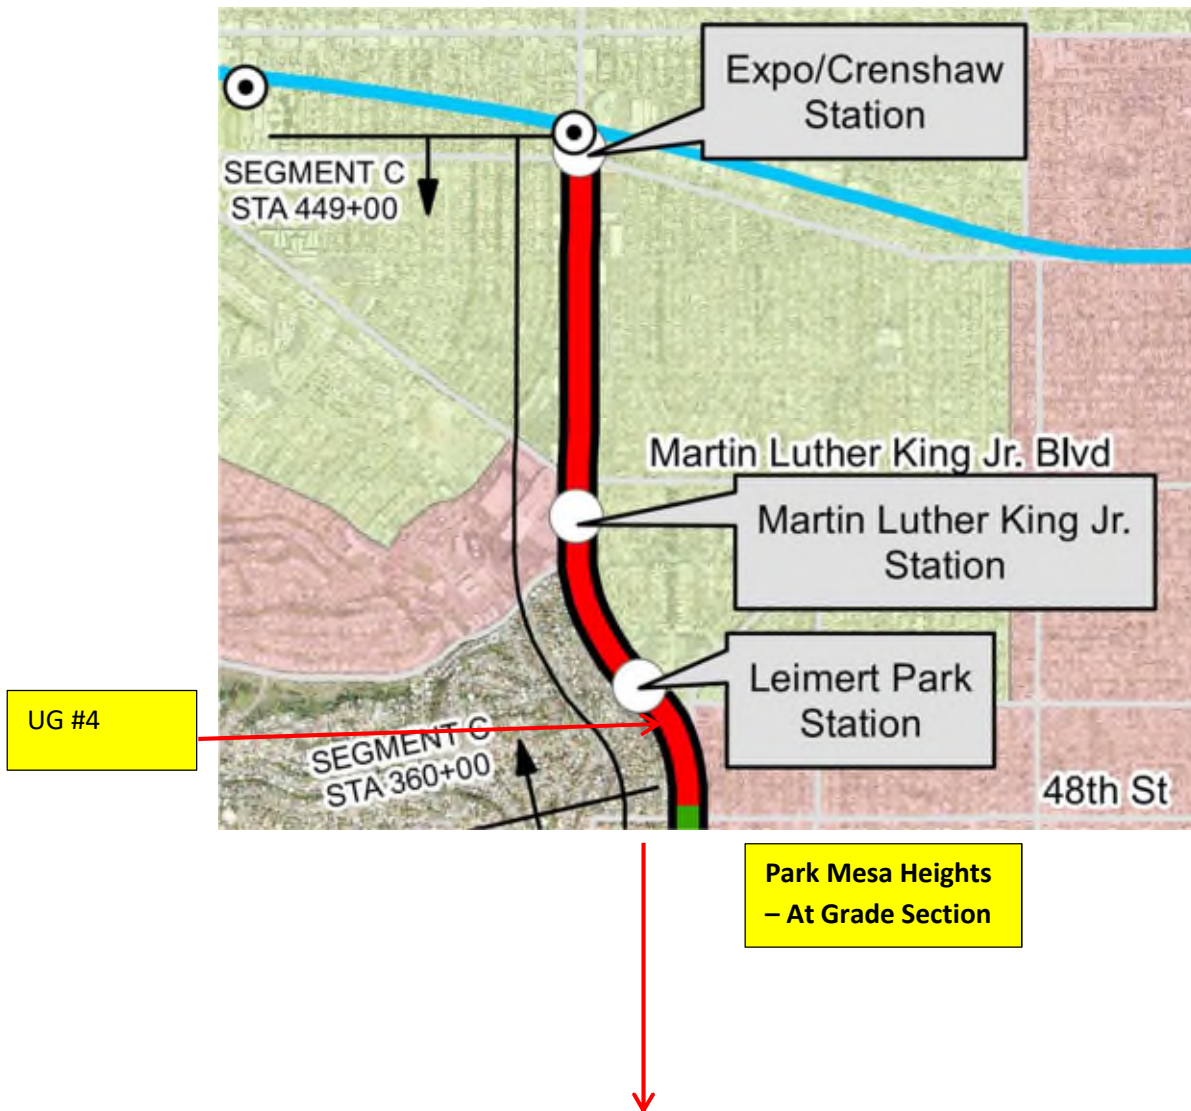 Expo/Crenshaw
Station
SEGMENT C
STA 449+00
Martin Luther King Jr. Blvd
Martin Luther King Jr.
Station
Leimert Park
Station
UG #4
SEGMENT C
STA 360+00
48th St
Park Mesa Heights
– At Grade Section